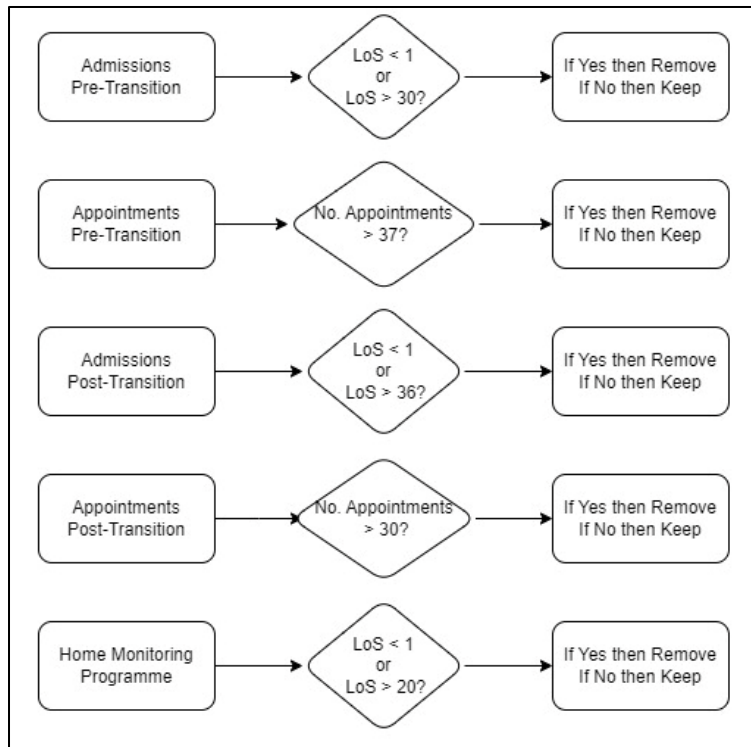 Admissions
Pre-Transition
LoS < 1
or
LoS > 30?
If Yes then Remove
If No then Keep
Appointments
Pre-Transition
No. Appointments
> 37?
If Yes then Remove
If No then Keep
Admissions
Post-Transition
LoS < 1
or
LoS > 36?
If Yes then Remove
If No then Keep
Appointments
Post-Transition
No. Appointments
> 30?
If Yes then Remove
If No then Keep
Home Monitoring
Programme
LoS < 1
or
LoS > 20?
If Yes then Remove
If No then Keep